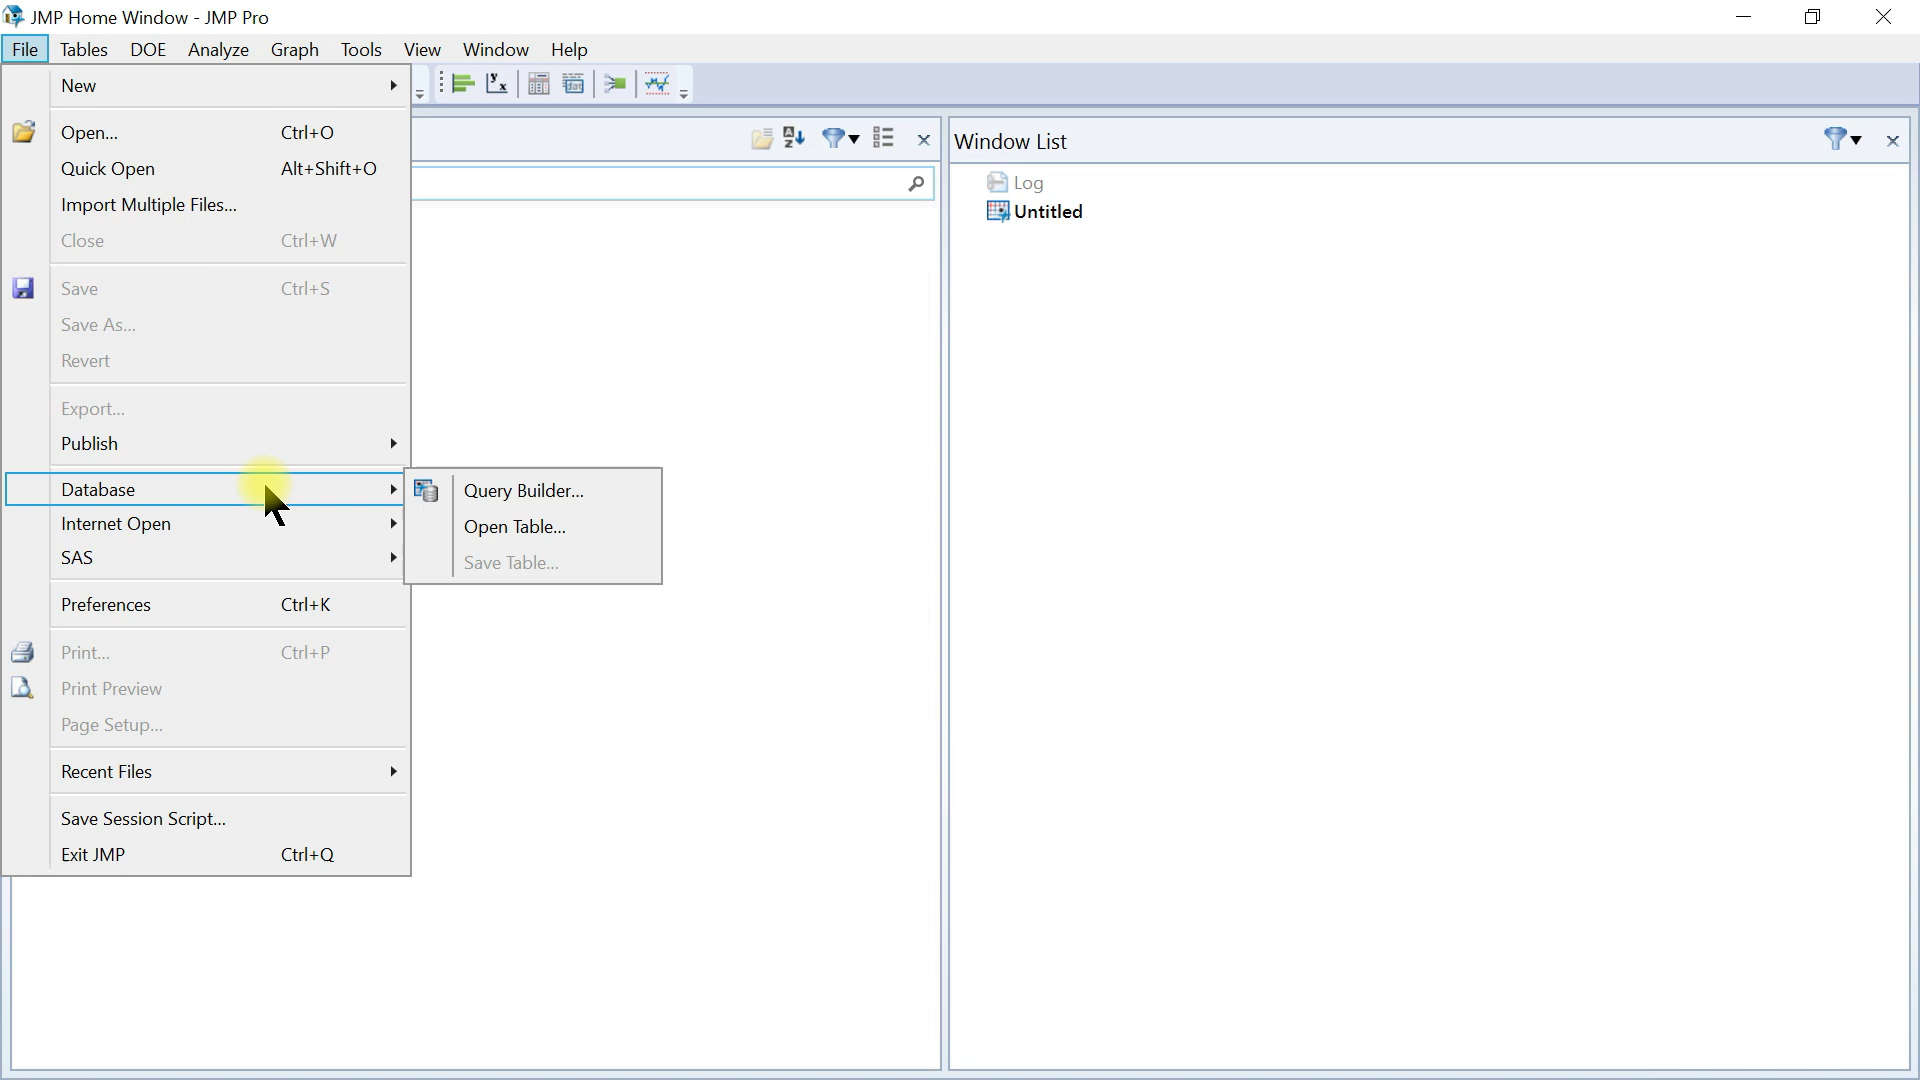 JMP Home Window - JMP Pro
File Tables DOE Analyze Graph Tools View Window Help
New
Open... Ctrl+O
Quick Open Alt+Shift+O
Import Multiple Files...
Close Ctrl+W
Save Ctrl+S
Save As...
Revert
Export...
Publish
Database
Internet Open
SAS
Preferences Ctrl+K
Print... Ctrl+P
Print Preview
Page Setup...
Recent Files
Save Session Script...
Exit JMP Ctrl+Q
Query Builder...
Open Table...
Save Table...
Window List
Log
Untitled